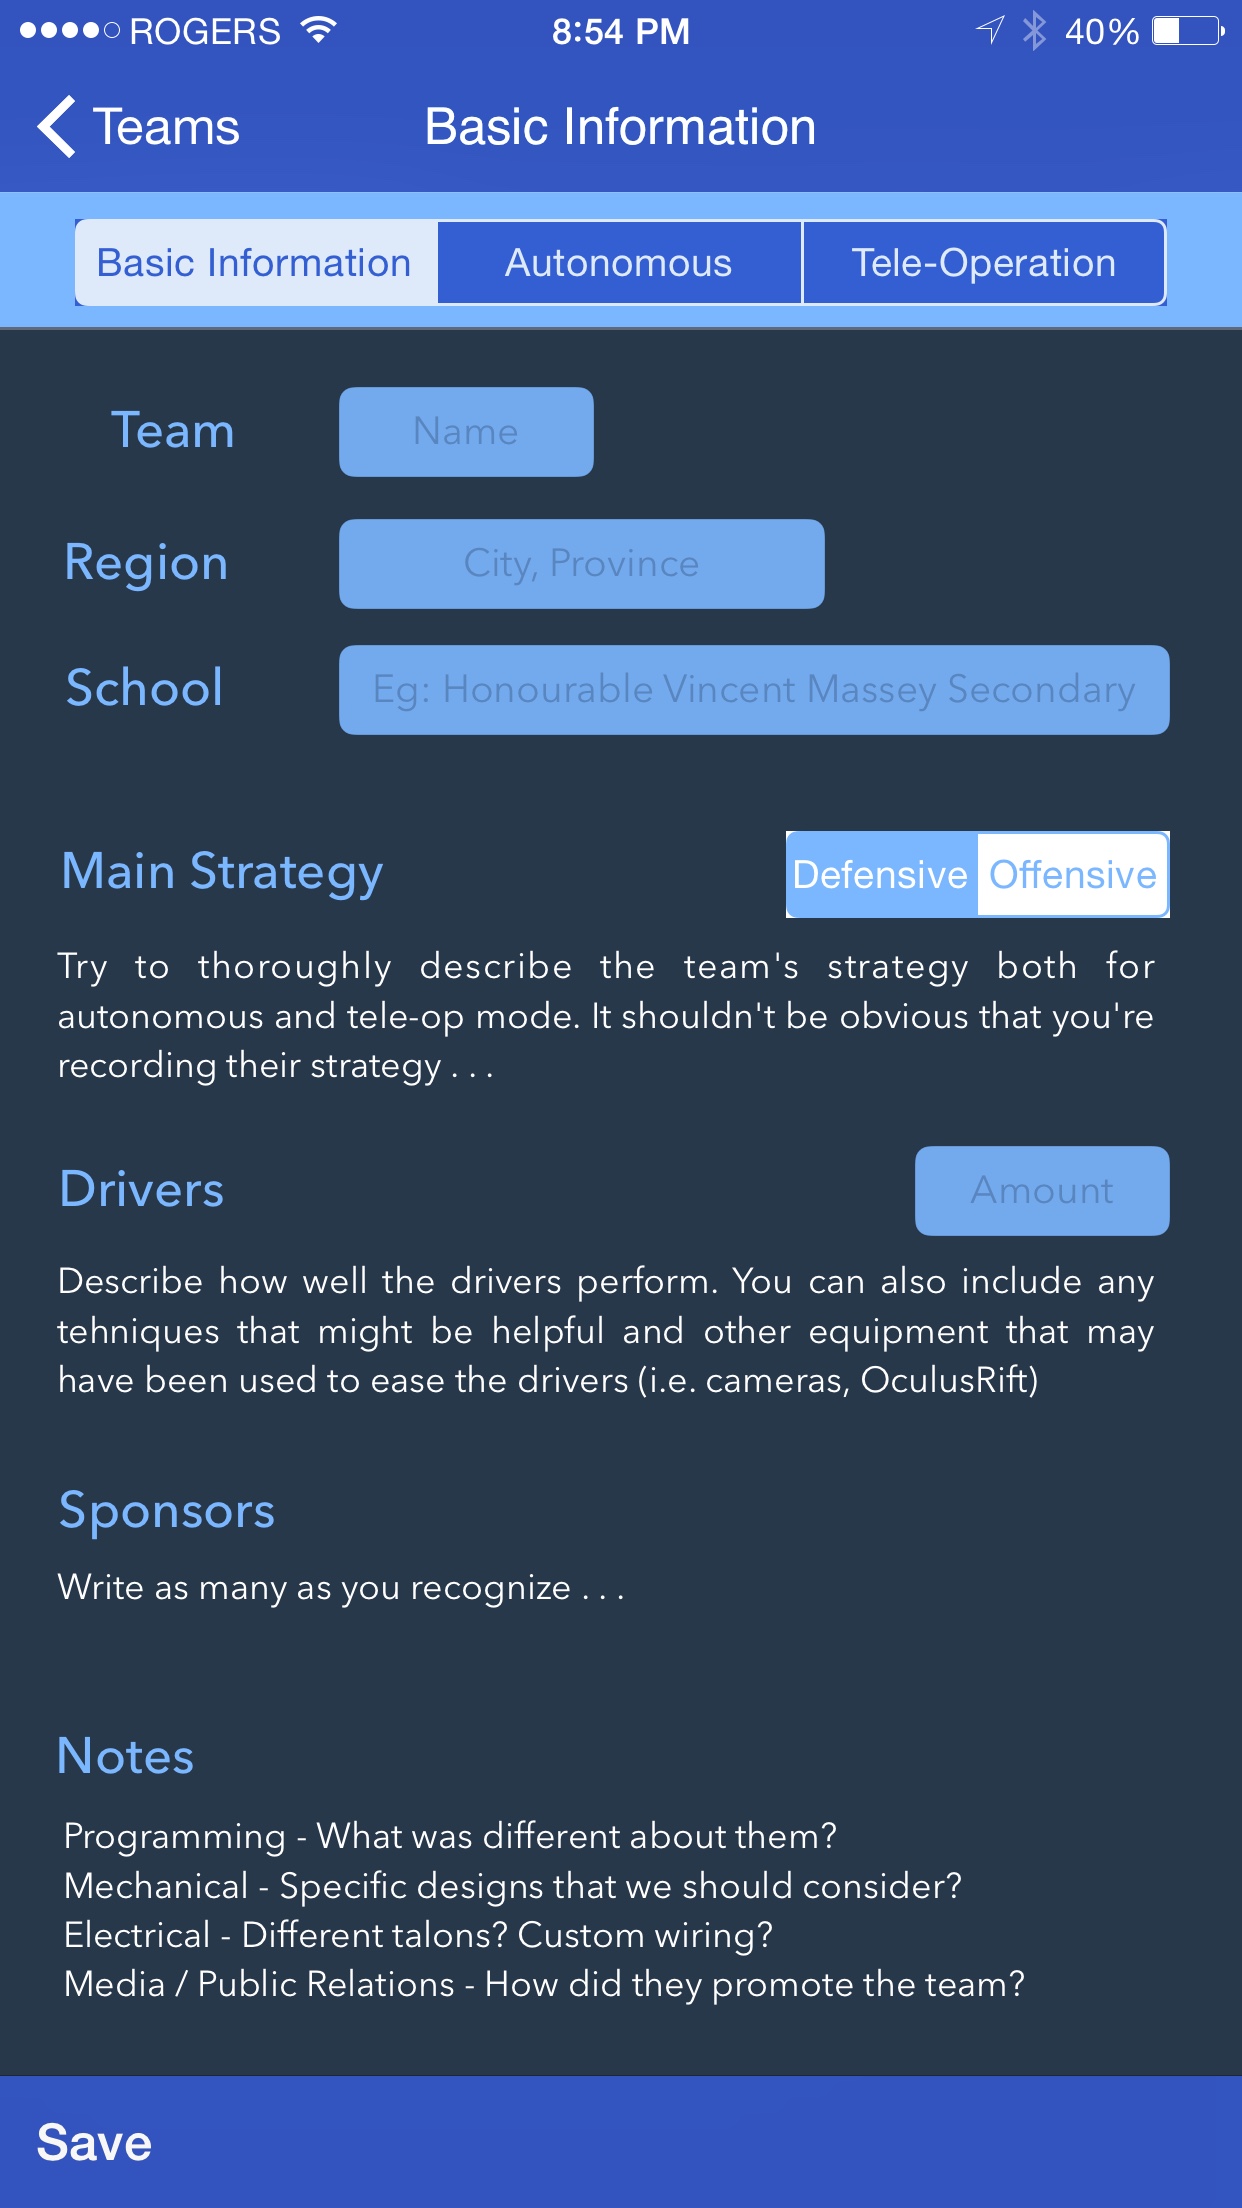 ROGERS 8:54 PM 40%
Teams Basic Information
Basic Information Autonomous Tele-Operation
Team Name
Region City, Province
School Eg: Honourable Vincent Massey Secondary
Main Strategy Defensive Offensive
Try to thoroughly describe the team's strategy both for
autonomous and tele-op mode. It shouldn't be obvious that you're
recording their strategy . . .
Drivers Amount
Describe how well the drivers perform. You can also include any
tehniques that might be helpful and other equipment that may
have been used to ease the drivers (i.e. cameras, OculusRift)
Sponsors
Write as many as you recognize . . .
Notes
Programming - What was different about them?
Mechanical - Specific designs that we should consider?
Electrical - Different talons? Custom wiring?
Media / Public Relations - How did they promote the team?
Save